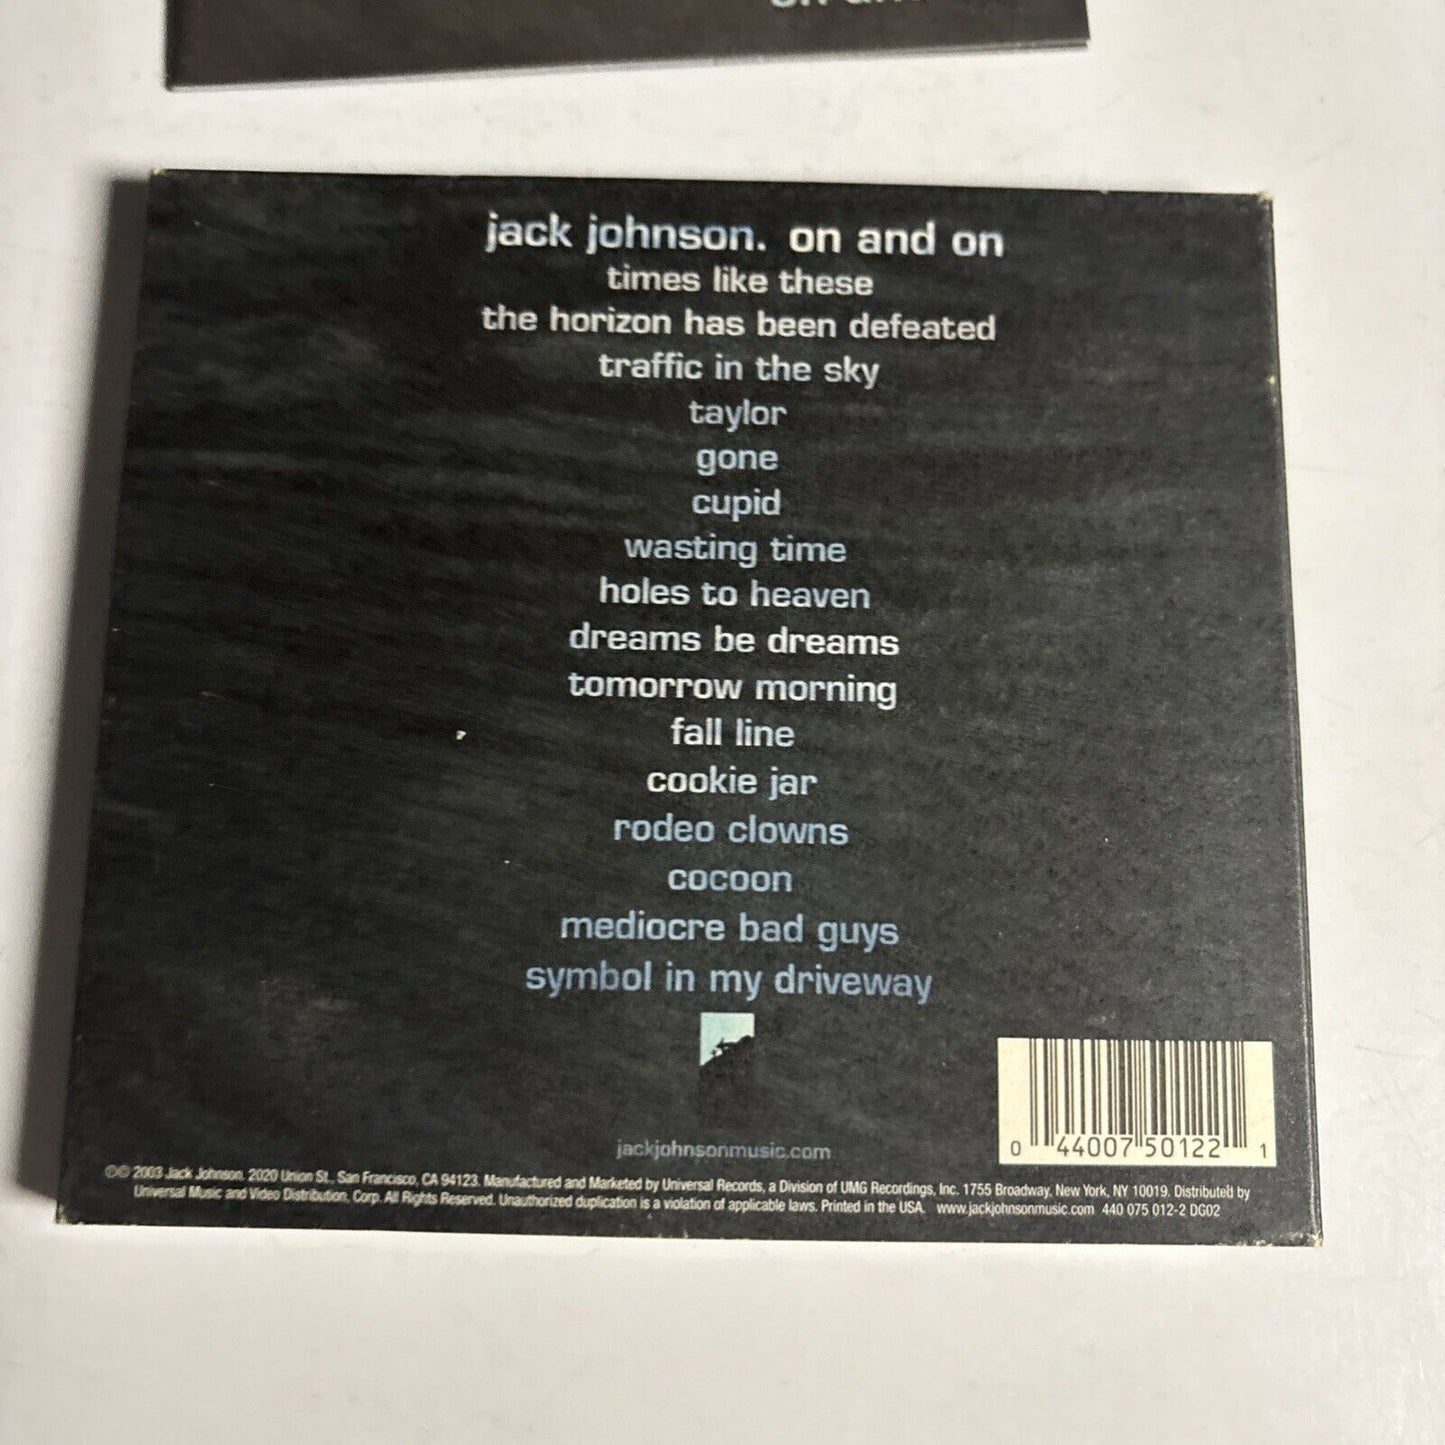 on and
jack johnson. on and on
times like these
the horizon has been defeated
traffic in the sky
taylor
gone
cupid
wasting time
holes to heaven
dreams be dreams
tomorrow morning
fall line
cookie jar
rodeo clowns
cocoon
mediocre bad guys
symbol in my driveway
jackjohnsonmusic.com
0 44007 50122 1
℗© 2003 Jack Johnson. 2020 Union St., San Francisco, CA 94123. Manufactured and Marketed by Universal Records, a Division of UMG Recordings, Inc. 1755 Broadway, New York, NY 10019. Distributed by
Universal Music and Video Distribution, Corp. All Rights Reserved. Unauthorized duplication is a violation of applicable laws. Printed in the USA. www.jackjohnsonmusic.com 440 075 012-2 DG02